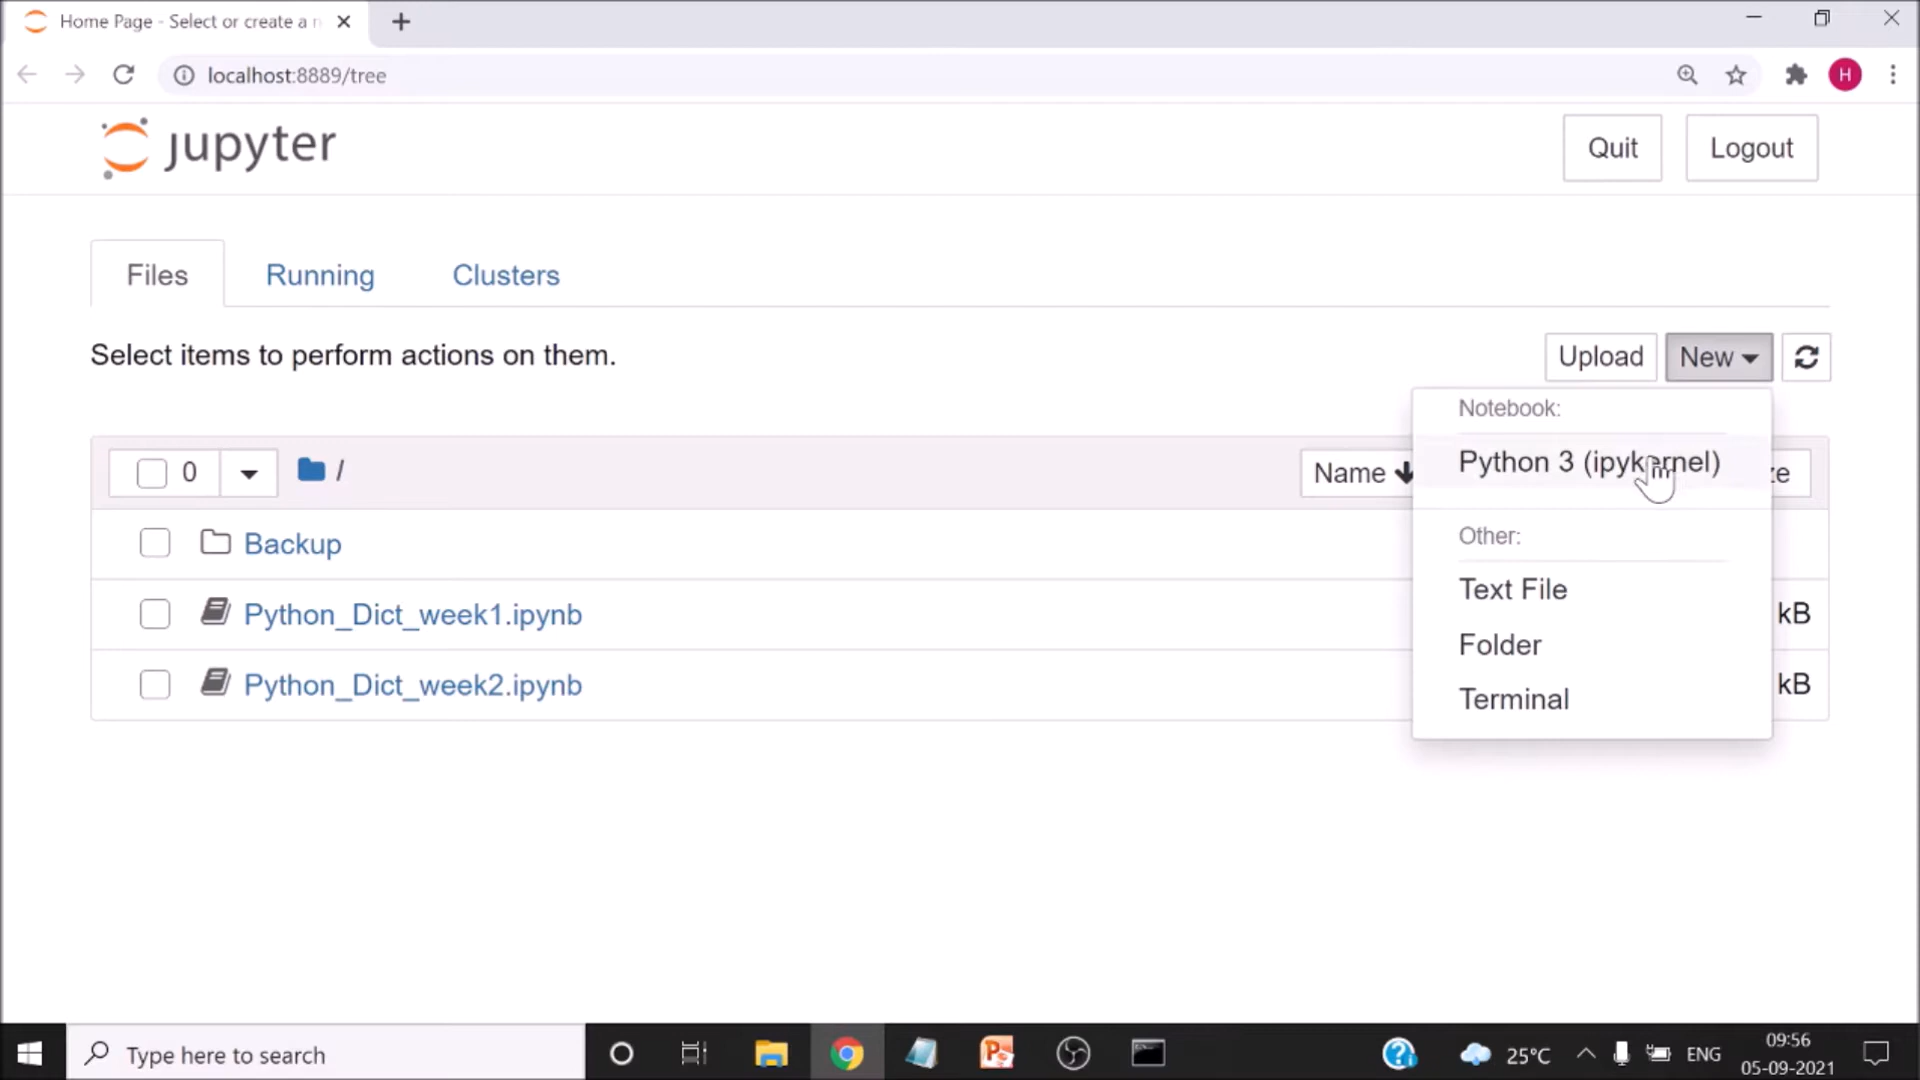 Home Page - Select or create a n
localhost:8889/tree
H
jupyter
Quit
Logout
Files
Running
Clusters
Select items to perform actions on them.
Upload
New
Notebook:
Python 3 (ipykernel)
Other:
Text File
Folder
Terminal
0
/
Name
ze
Backup
Python_Dict_week1.ipynb
kB
Python_Dict_week2.ipynb
kB
Type here to search
25°C
ENG
09:56
05-09-2021